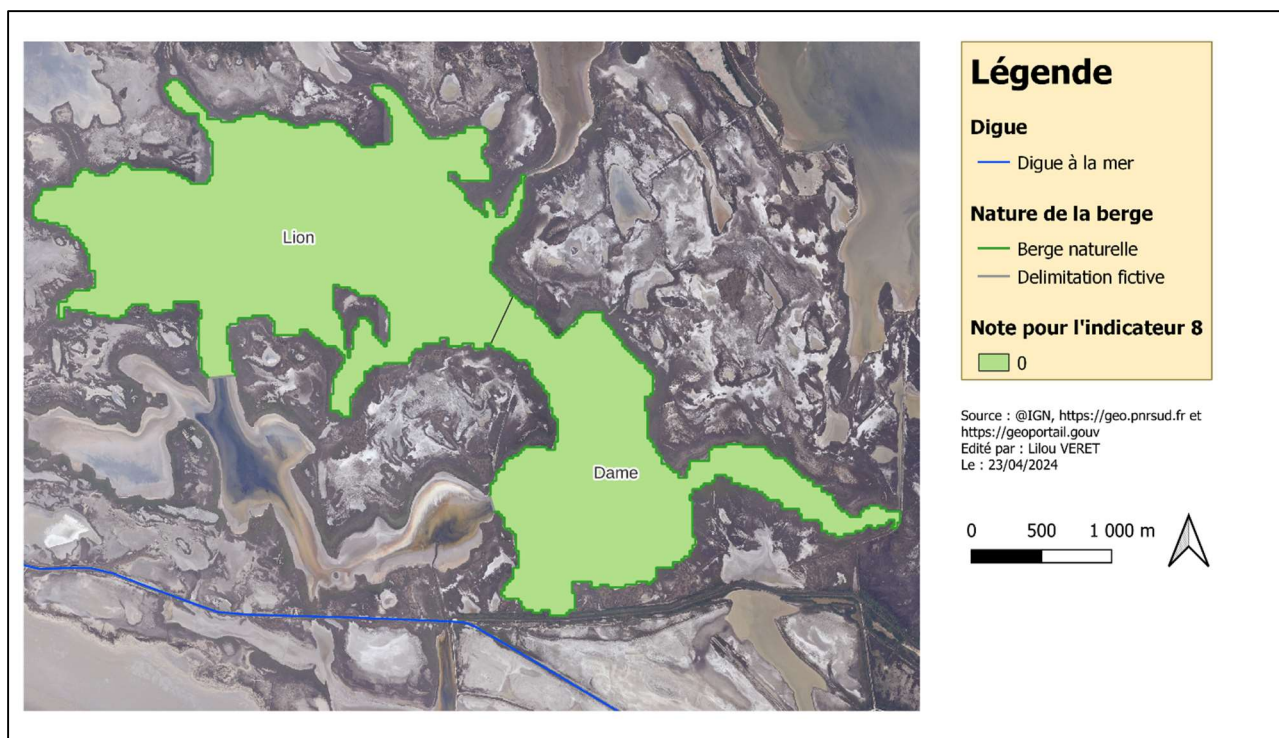 Lion
Dame
Légende
Digue
Digue à la mer
Nature de la berge
Berge naturelle
Delimitation fictive
Note pour l'indicateur 8
0
Source : @IGN, https://geo.pnrsud.fr et
https://geoportail.gouv
Edité par : Lilou VERET
Le : 23/04/2024
0 500 1 000 m